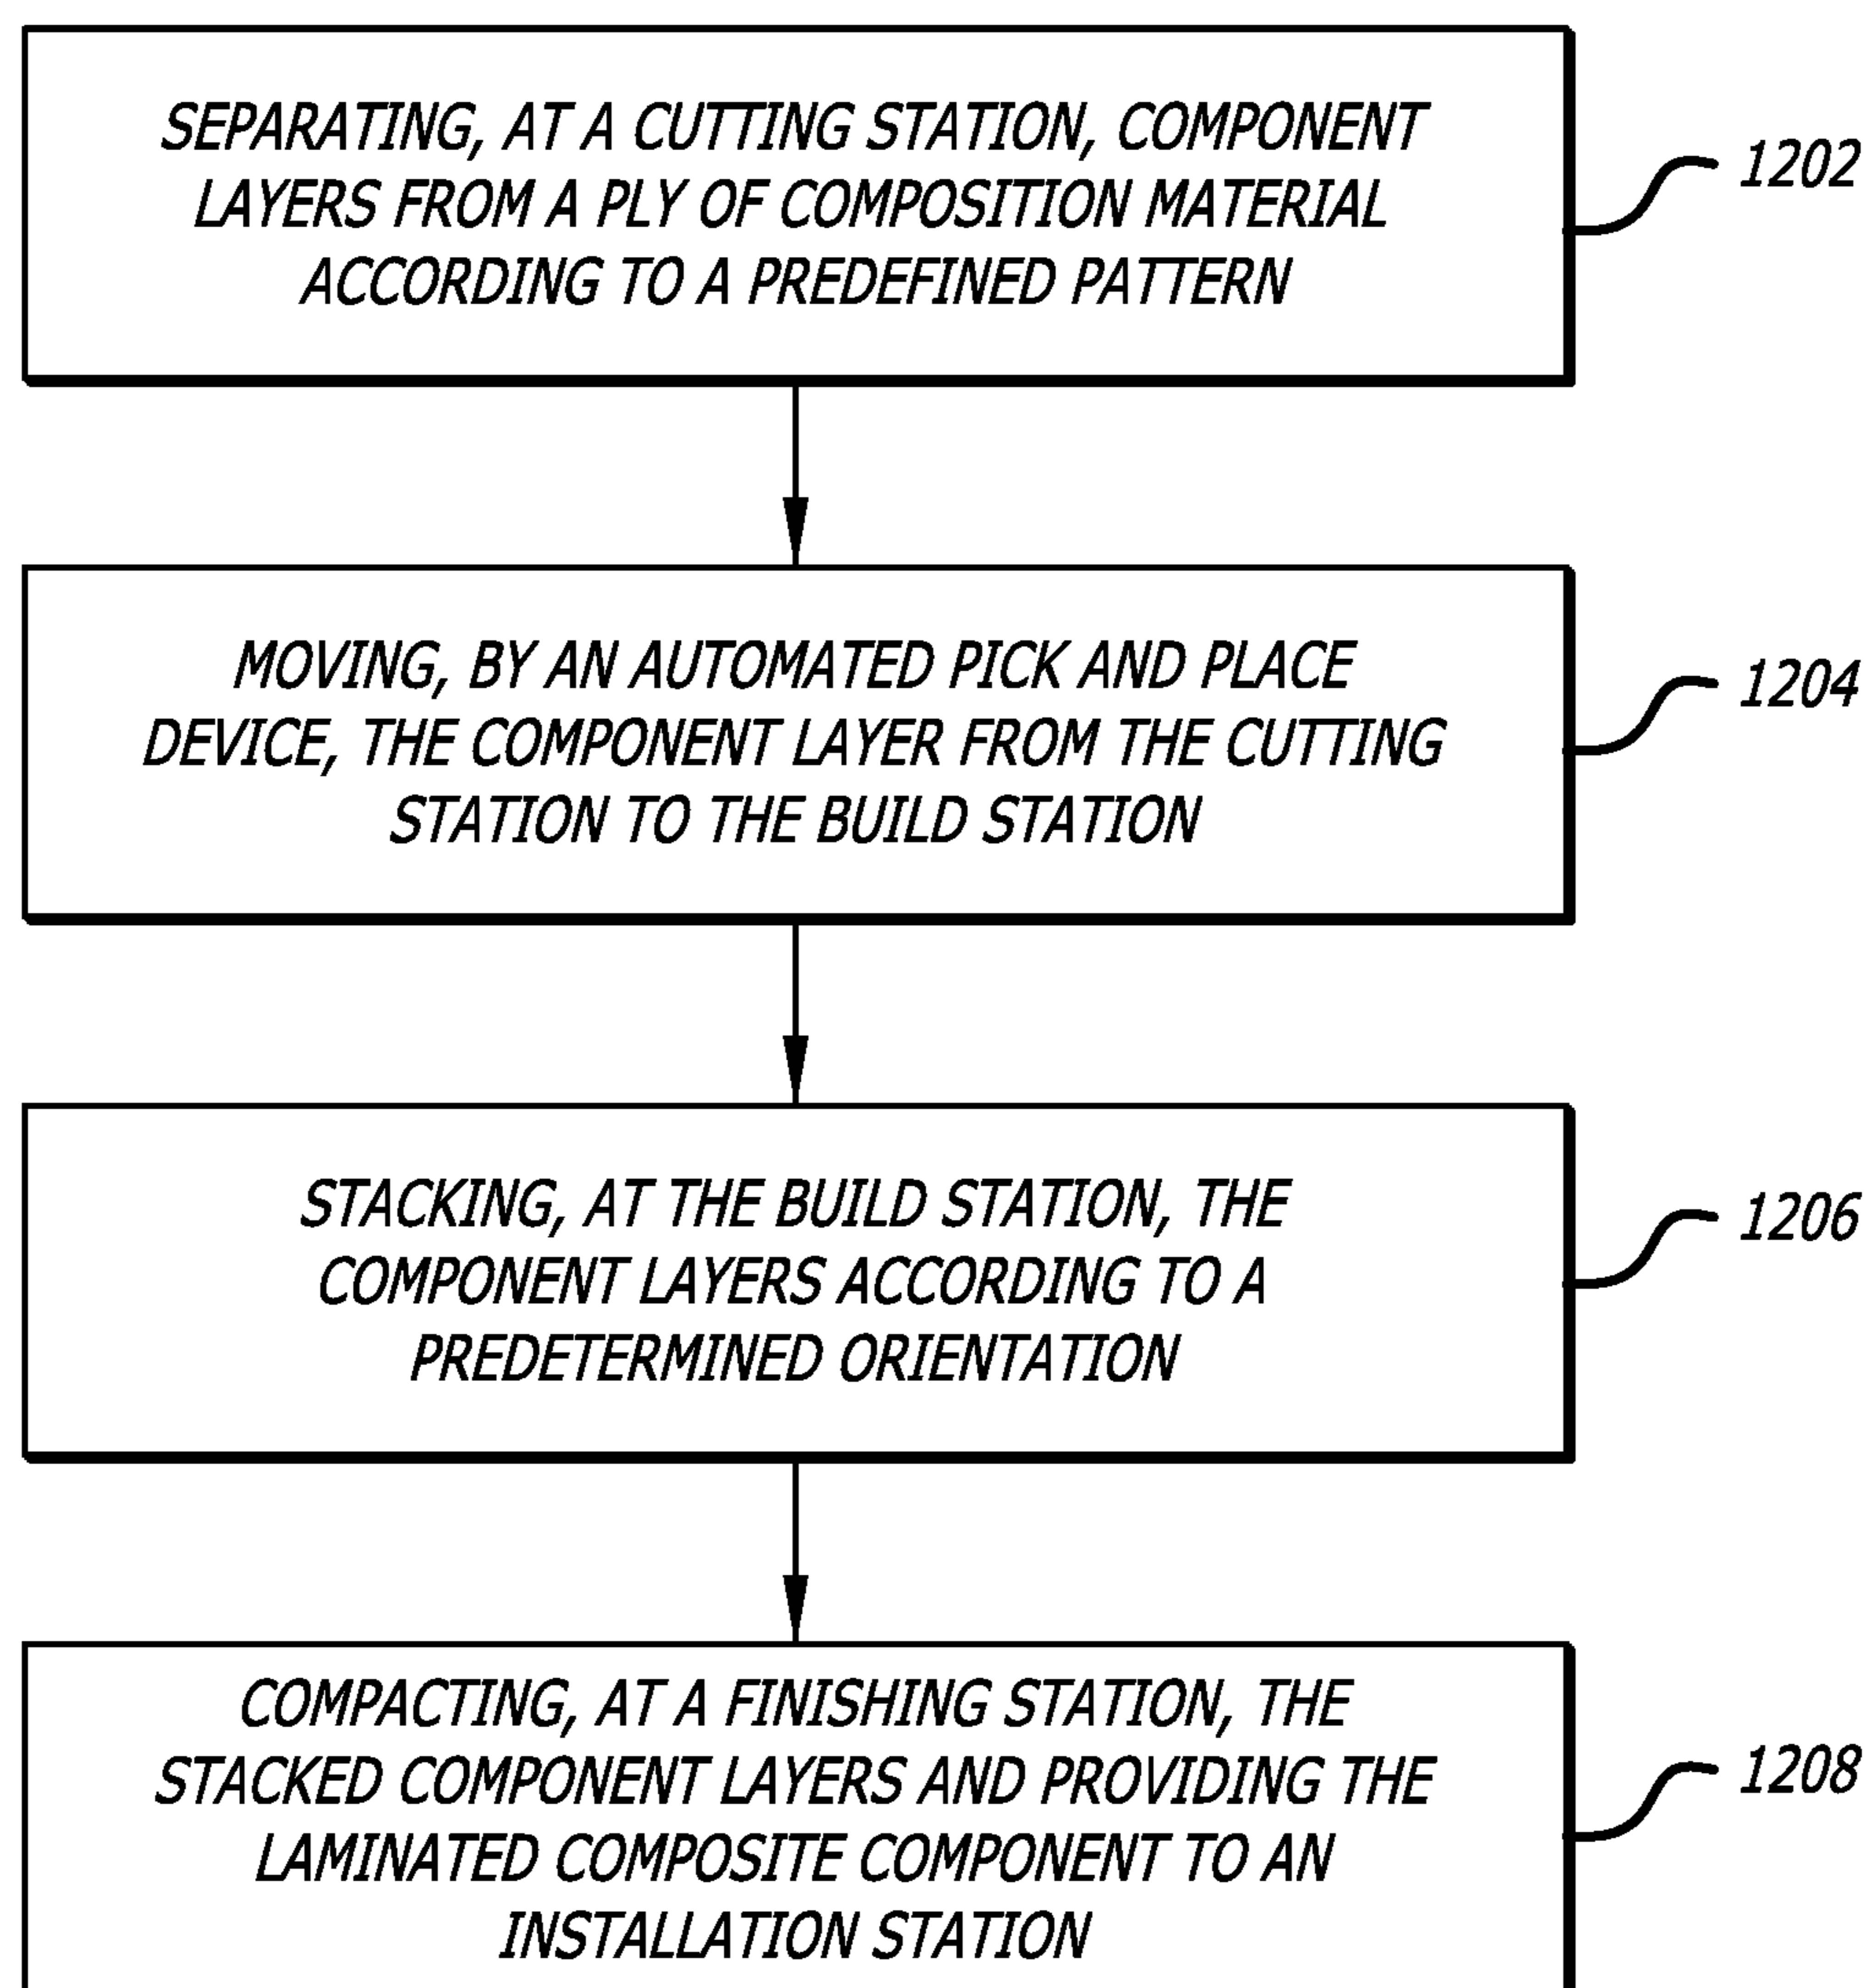 SEPARATING, AT A CUTTING STATION, COMPONENT
LAYERS FROM A PLY OF COMPOSITION MATERIAL
ACCORDING TO A PREDEFINED PATTERN
1202
MOVING, BY AN AUTOMATED PICK AND PLACE
DEVICE, THE COMPONENT LAYER FROM THE CUTTING
STATION TO THE BUILD STATION
1204
STACKING, AT THE BUILD STATION, THE
COMPONENT LAYERS ACCORDING TO A
PREDETERMINED ORIENTATION
1206
COMPACTING, AT A FINISHING STATION, THE
STACKED COMPONENT LAYERS AND PROVIDING THE
LAMINATED COMPOSITE COMPONENT TO AN
INSTALLATION STATION
1208